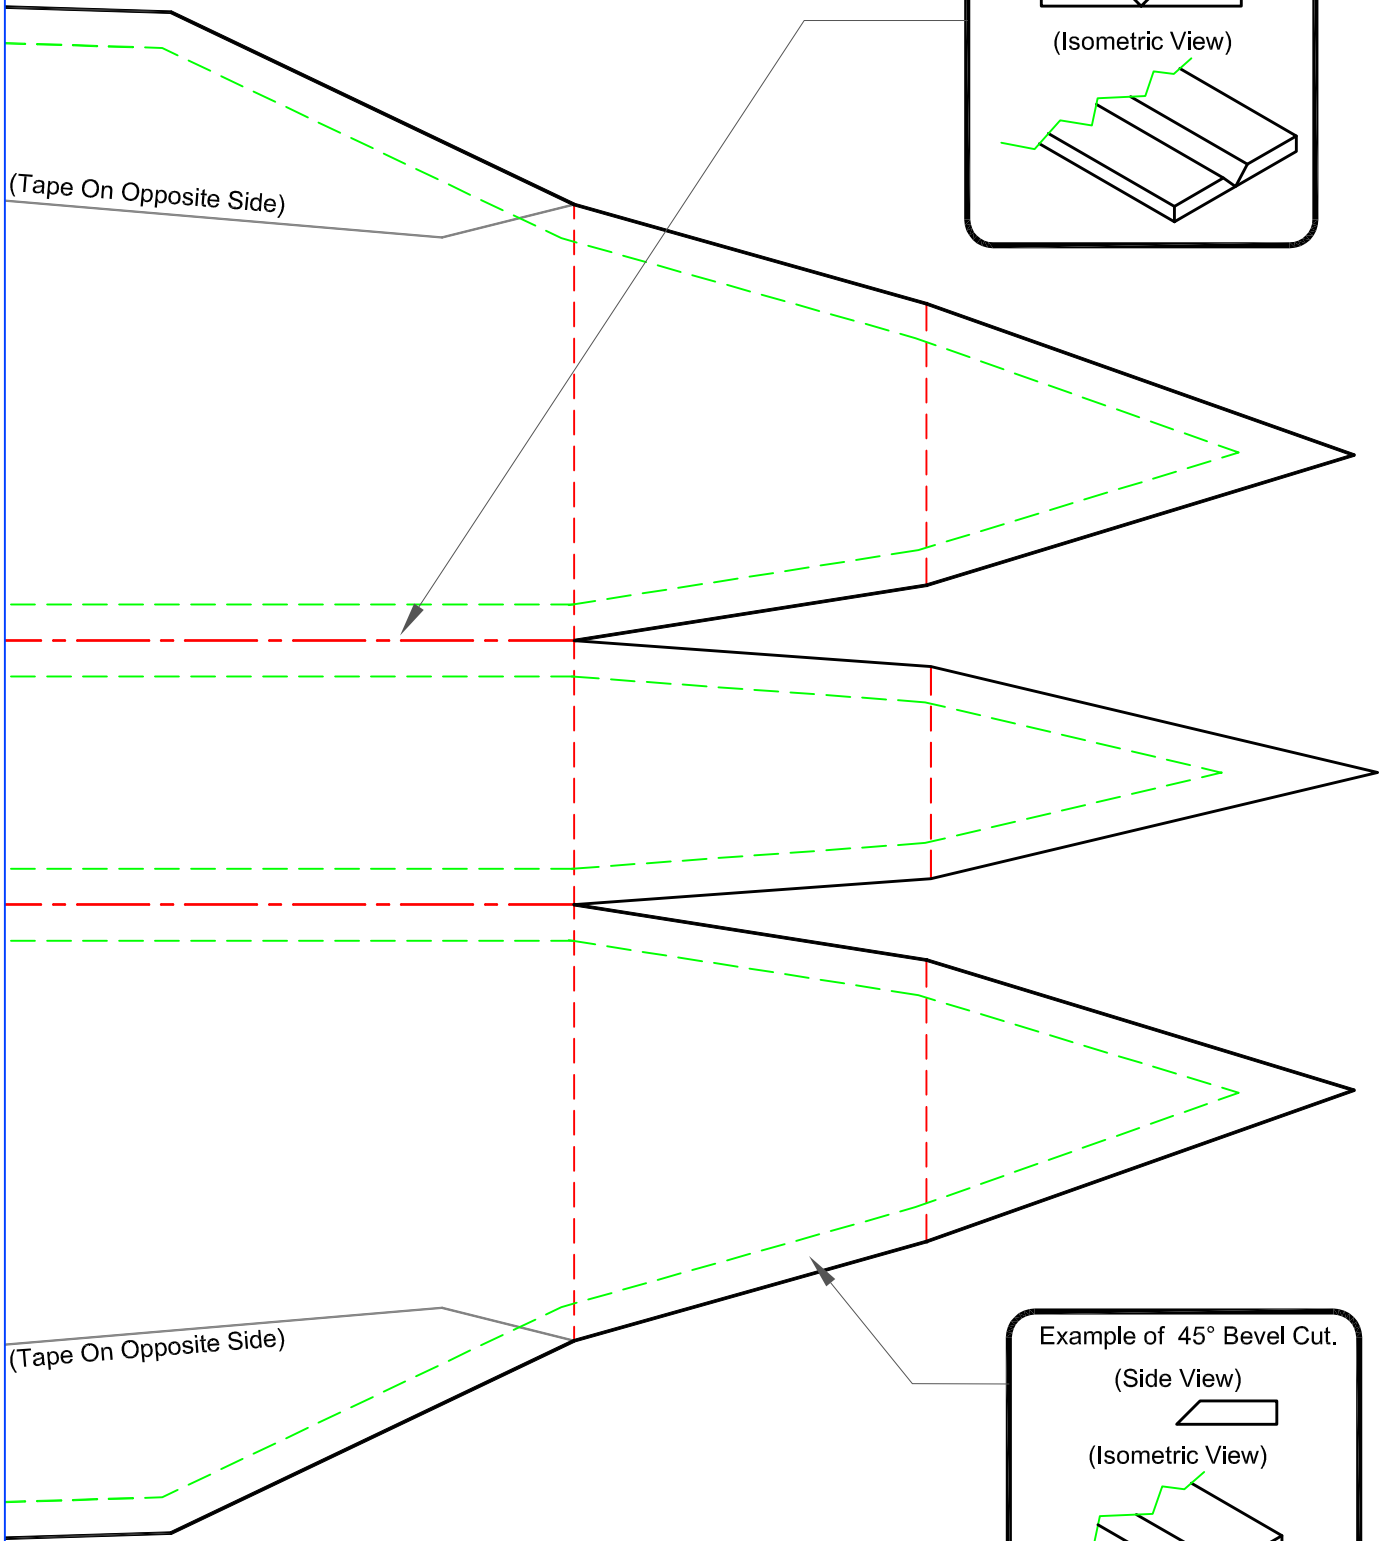 (Isometric View)
(Tape On Opposite Side)
(Tape On Opposite Side)
Example of 45° Bevel Cut.
(Side View)
(Isometric View)